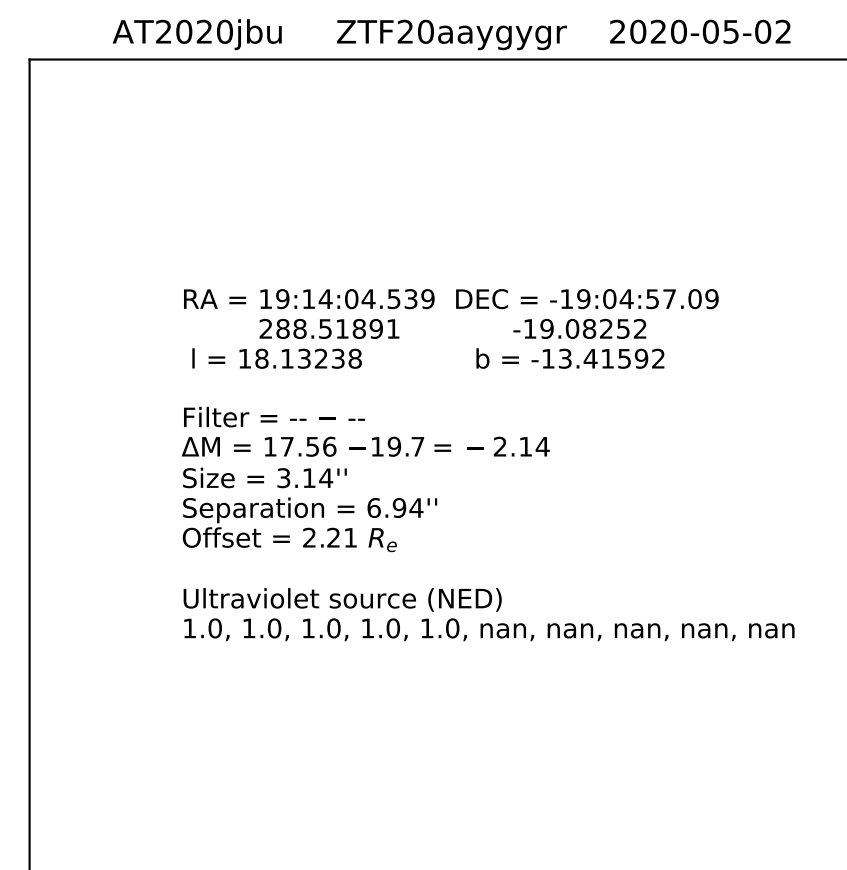 AT2020jbu ZTF20aaygygr 2020-05-02
RA = 19:14:04.539 DEC = -19:04:57.09
288.51891 -19.08252
l = 18.13238 b = -13.41592
Filter = -- − --
ΔM = 17.56 −19.7 = − 2.14
Size = 3.14''
Separation = 6.94''
Offset = 2.21 Rₑ
Ultraviolet source (NED)
1.0, 1.0, 1.0, 1.0, 1.0, nan, nan, nan, nan, nan